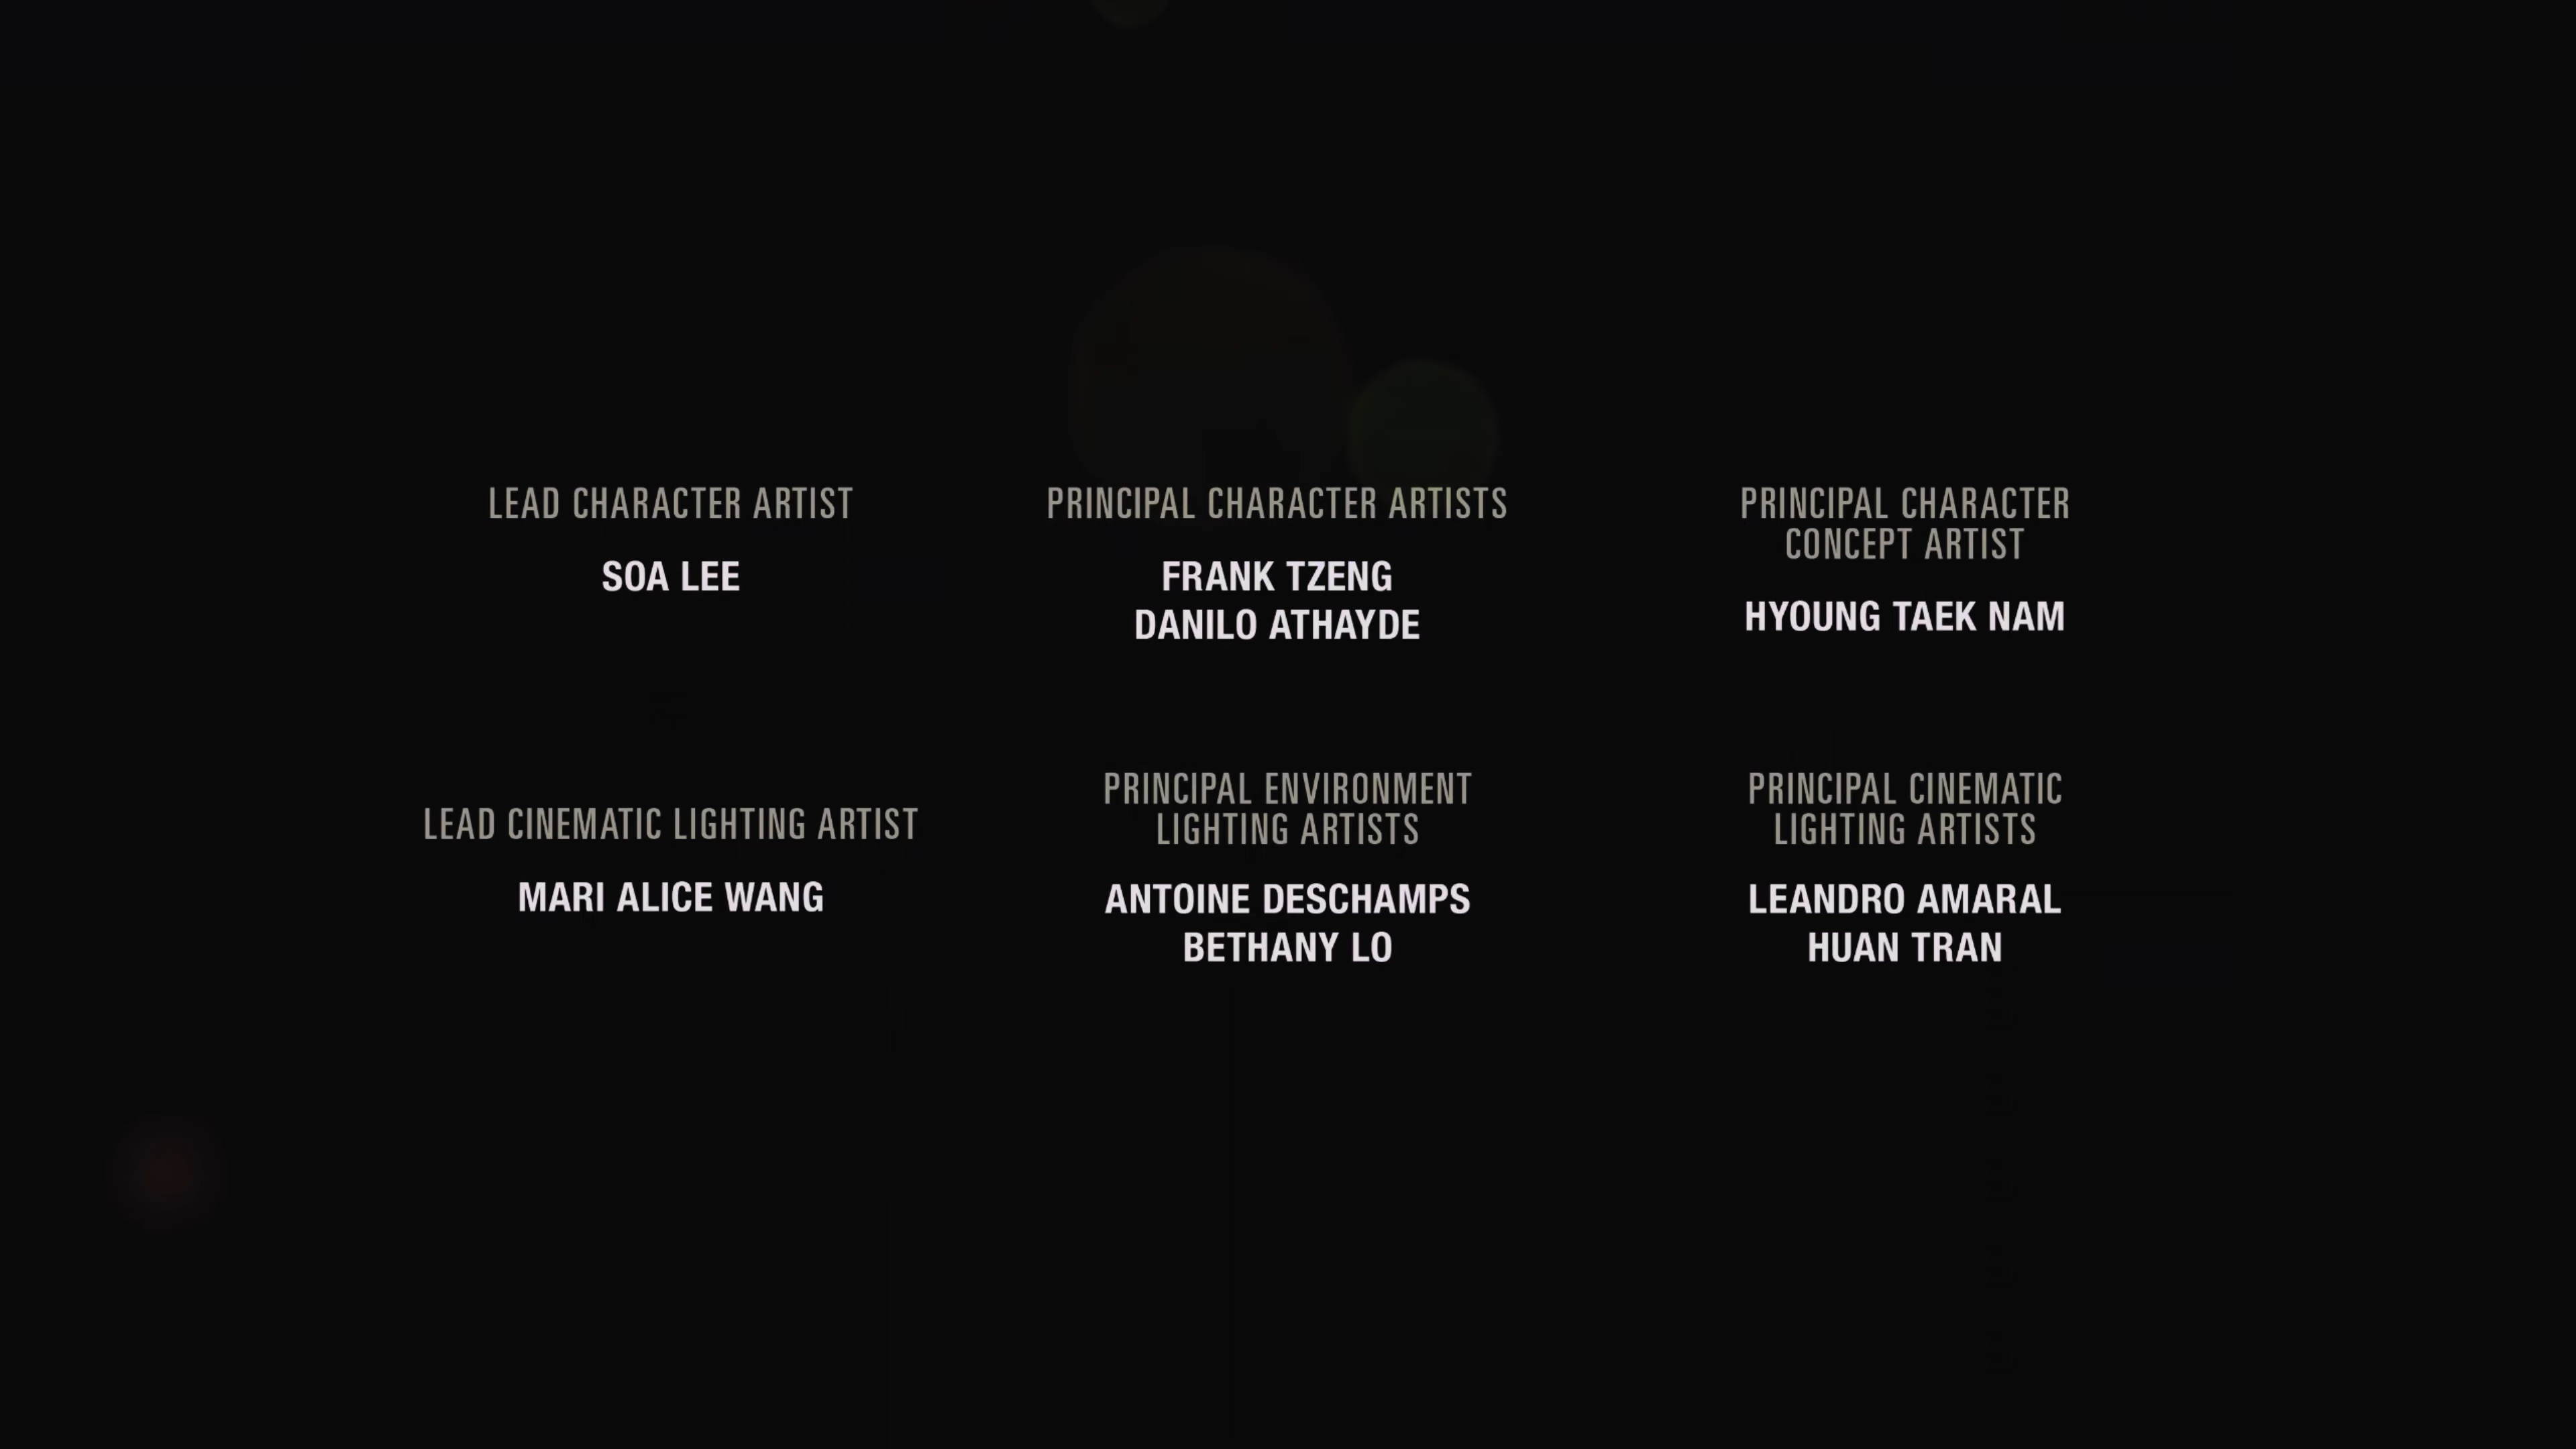 LEAD CHARACTER ARTIST
SOA LEE
PRINCIPAL CHARACTER ARTISTS
FRANK TZENG
DANILO ATHAYDE
PRINCIPAL CHARACTER
CONCEPT ARTIST
HYOUNG TAEK NAM
LEAD CINEMATIC LIGHTING ARTIST
MARI ALICE WANG
PRINCIPAL ENVIRONMENT
LIGHTING ARTISTS
ANTOINE DESCHAMPS
BETHANY LO
PRINCIPAL CINEMATIC
LIGHTING ARTISTS
LEANDRO AMARAL
HUAN TRAN